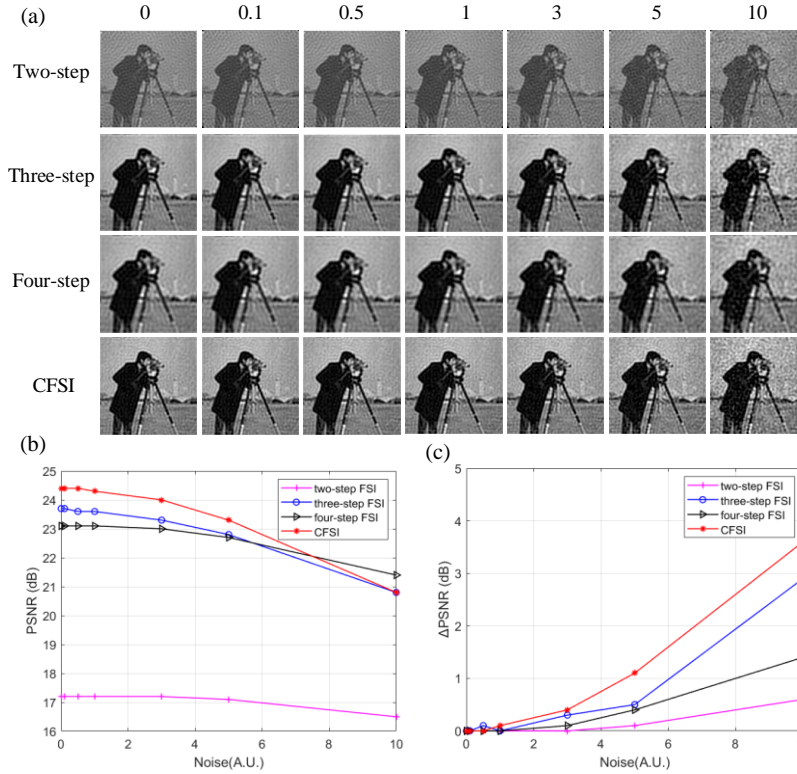 (a)
0 0.1 0.5 1 3 5 10
Two-step
Three-step
Four-step
CFSI
(b)
25
24
23
22
21
20
19
18
17
16
PSNR (dB)
0 2 4 6 8 10
Noise(A.U.)
two-step FSI
three-step FSI
four-step FSI
CFSI
(c)
5
4
3
2
1
0
ΔPSNR (dB)
0 2 4 6 8
Noise(A.U.)
two-step FSI
three-step FSI
four-step FSI
CFSI